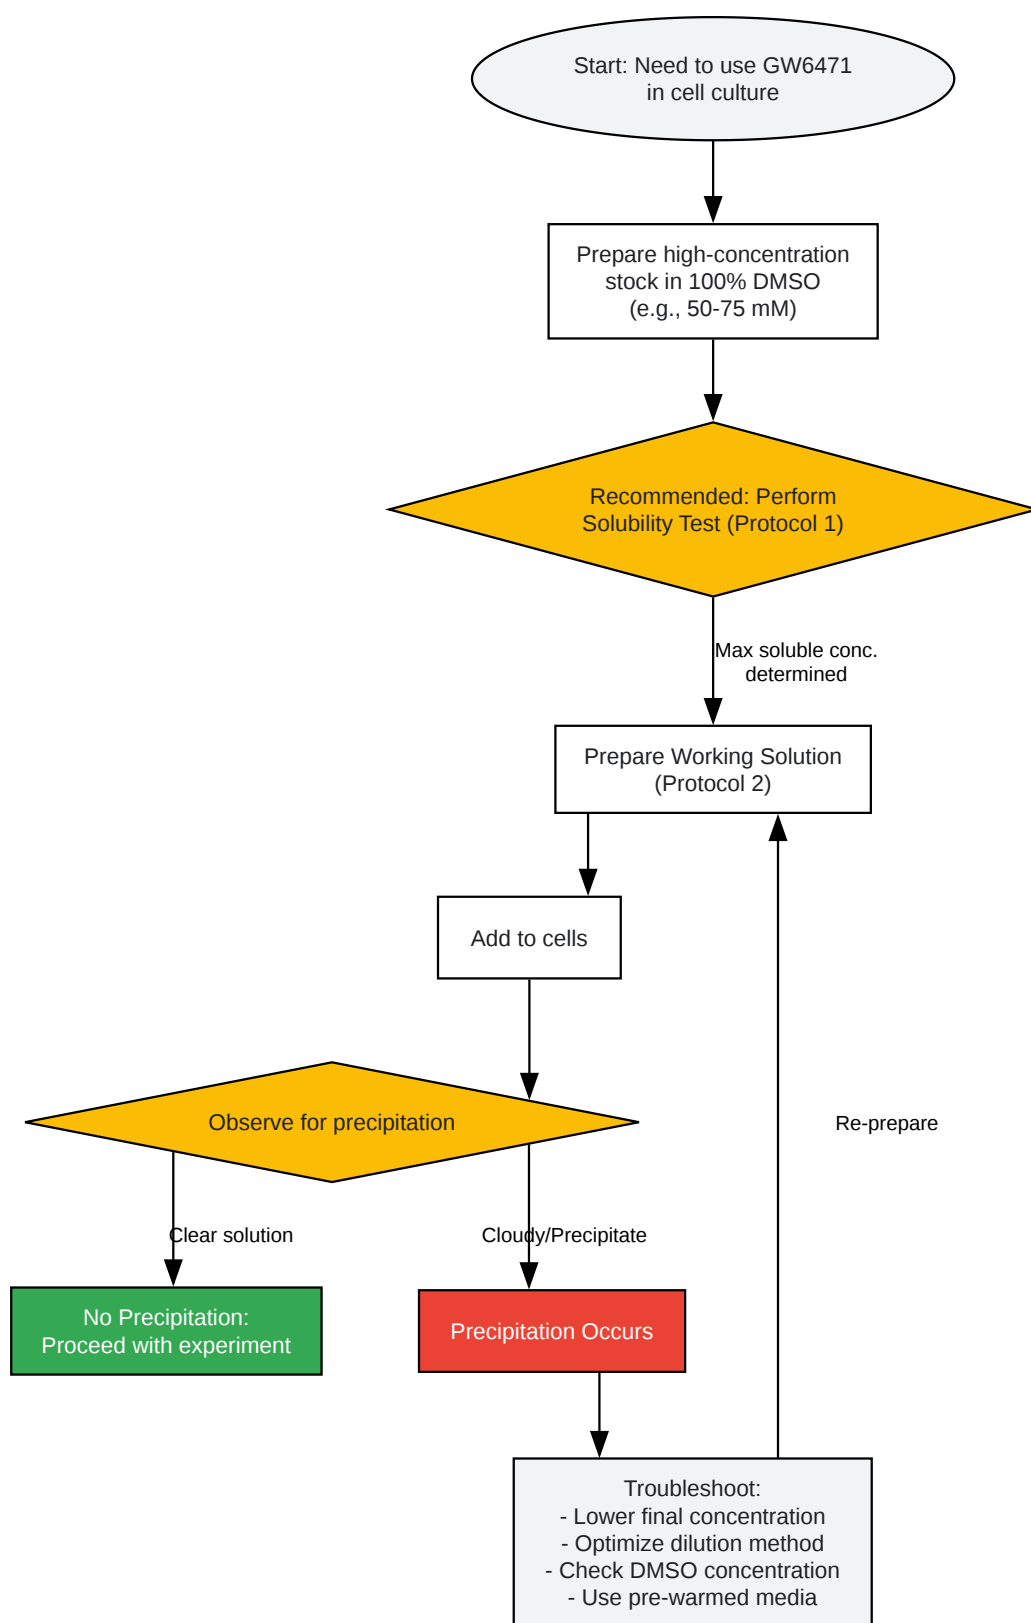 Start: Need to use GW6471
in cell culture
Prepare high-concentration
stock in 100% DMSO
(e.g., 50-75 mM)
Recommended: Perform
Solubility Test (Protocol 1)
Max soluble conc.
determined
Prepare Working Solution
(Protocol 2)
Add to cells
Observe for precipitation
Re-prepare
Clear solution
Cloudy/Precipitate
No Precipitation:
Proceed with experiment
Precipitation Occurs
Troubleshoot:
- Lower final concentration
- Optimize dilution method
- Check DMSO concentration
- Use pre-warmed media